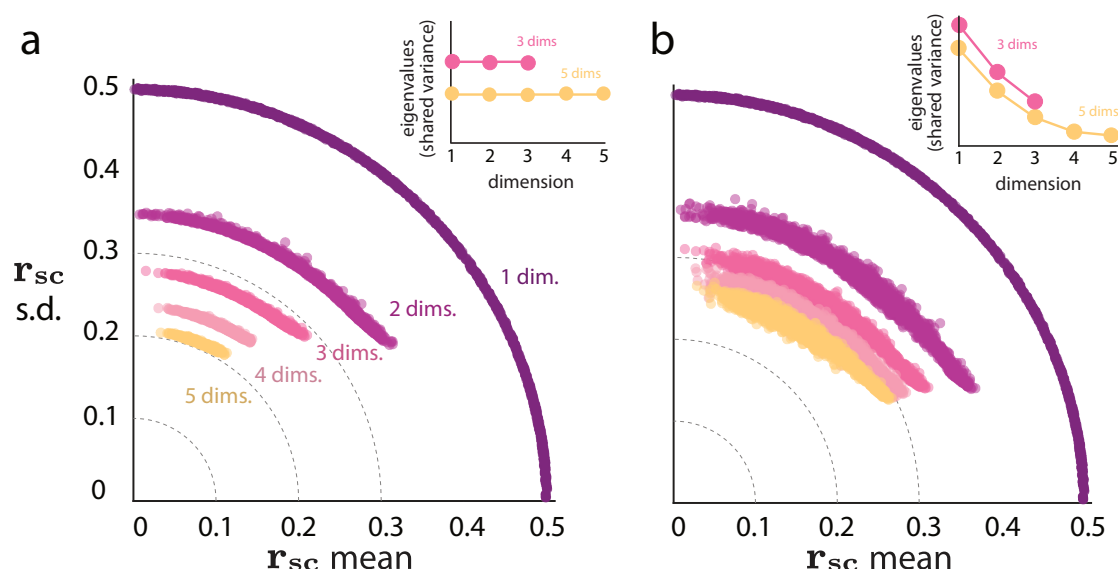 a
0.5
0.4
0.3
0.2
0.1
0
r_sc
s.d.
0 0.1 0.2 0.3 0.4 0.5
r_sc mean
1 dim.
2 dims.
3 dims.
4 dims.
5 dims.
eigenvalues
(shared variance)
3 dims
5 dims
1 2 3 4 5
dimension
b
eigenvalues
(shared variance)
3 dims
5 dims
1 2 3 4 5
dimension
0 0.1 0.2 0.3 0.4 0.5
r_sc mean